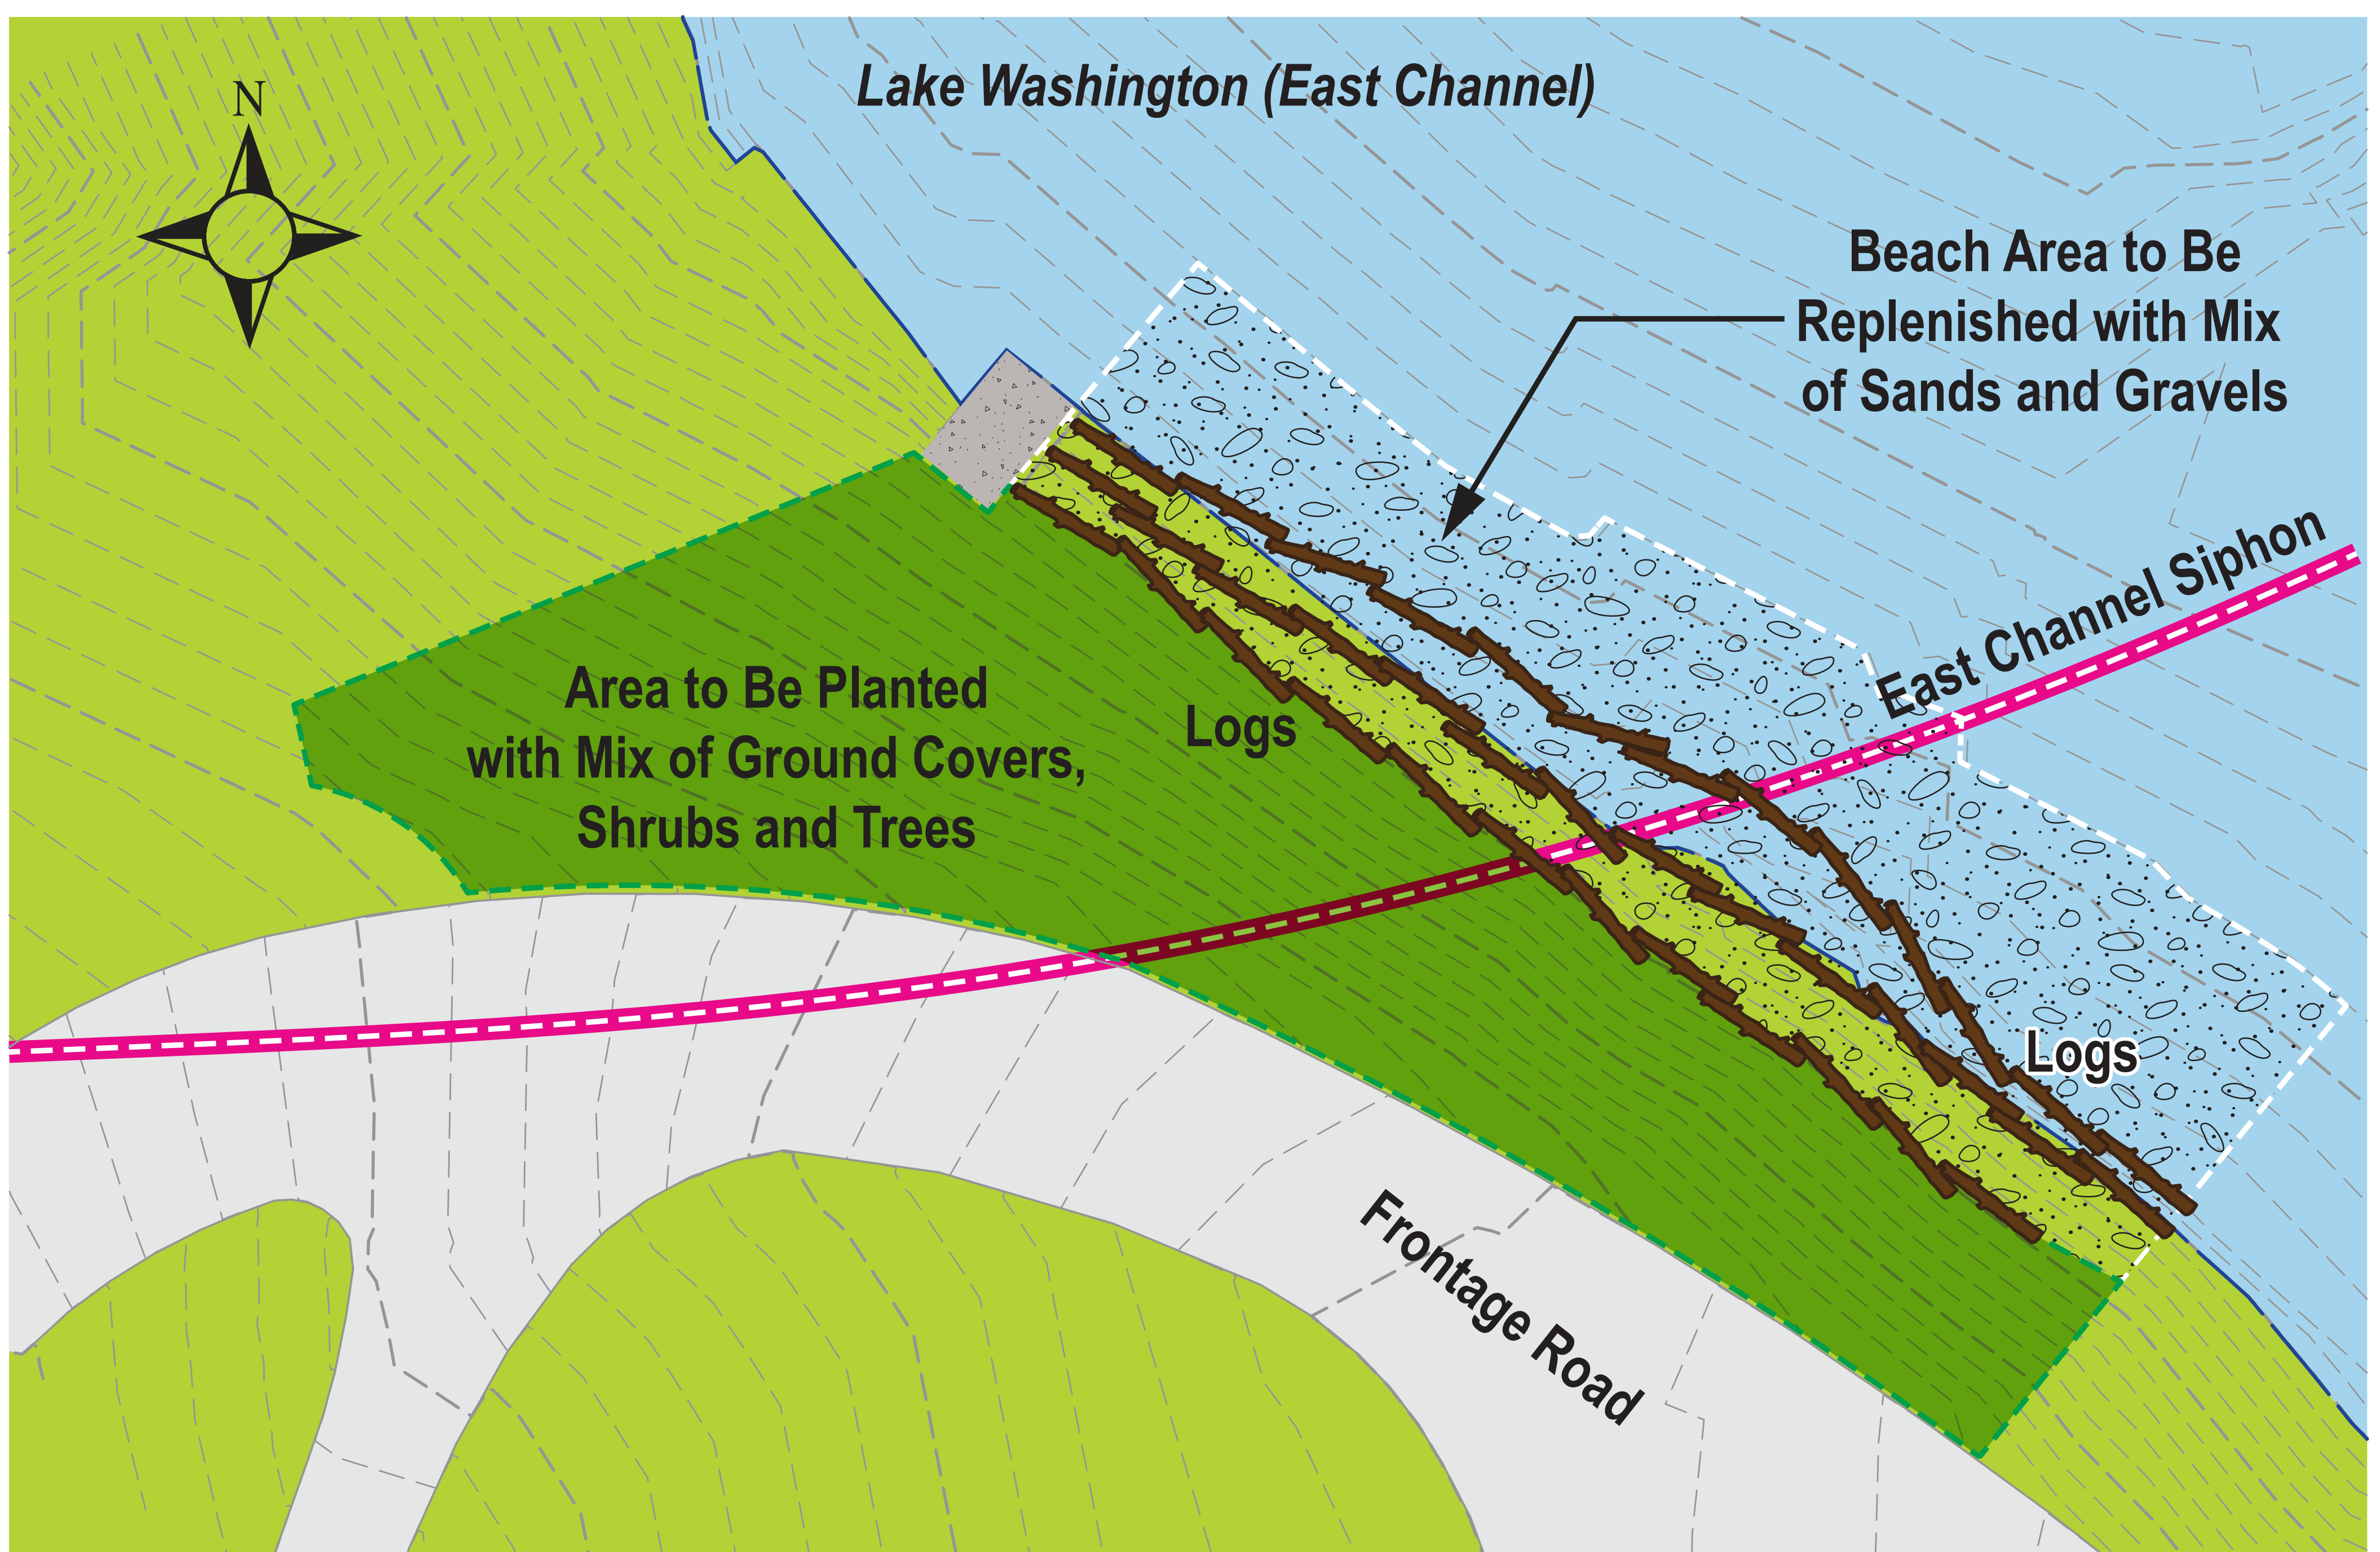 N
Lake Washington (East Channel)
Beach Area to Be
Replenished with Mix
of Sands and Gravels
East Channel Siphon
Area to Be Planted
with Mix of Ground Covers,
Shrubs and Trees
Logs
Logs
Frontage Road